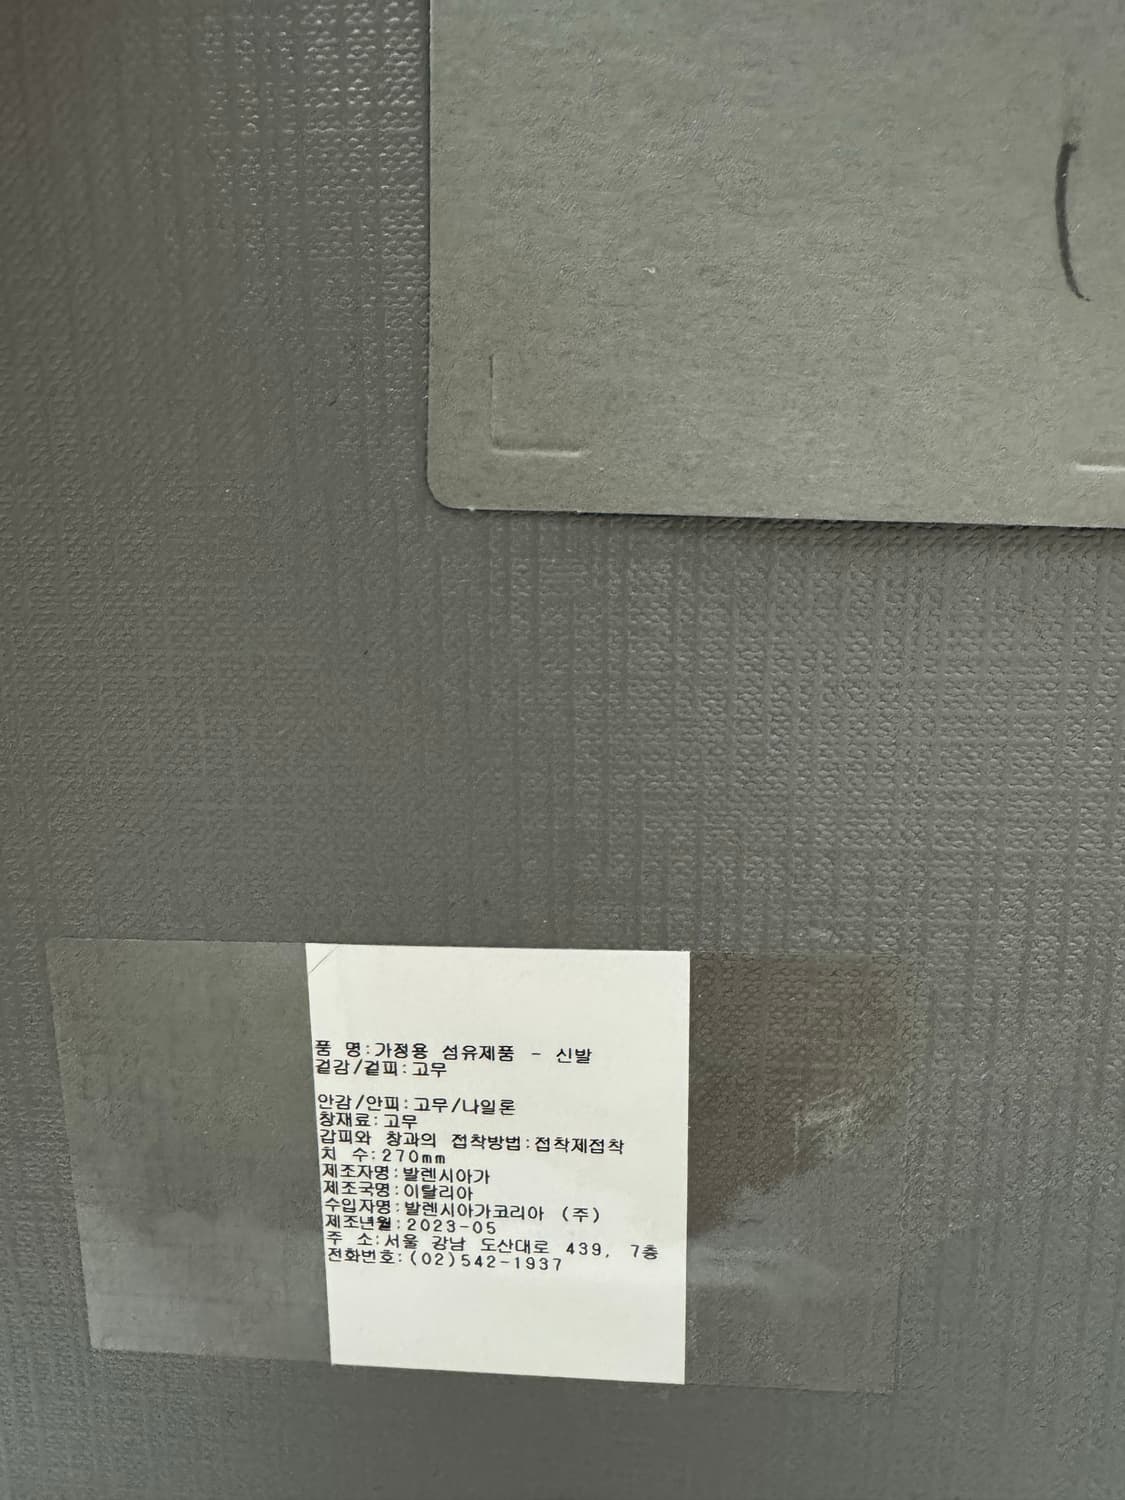 품 명:가정용 섬유제품 - 신발
겉감/겉피:고무
안감/안피:고무/나일론
창재료:고무
갑피와 창과의 접착방법:접착제접착
치 수:270mm
제조자명:발렌시아가
제조국명:이탈리아
수입자명:발렌시아가코리아 (주)
제조년월:2023-05
주 소:서울 강남 도산대로 439, 7층
전화번호:(02)542-1937